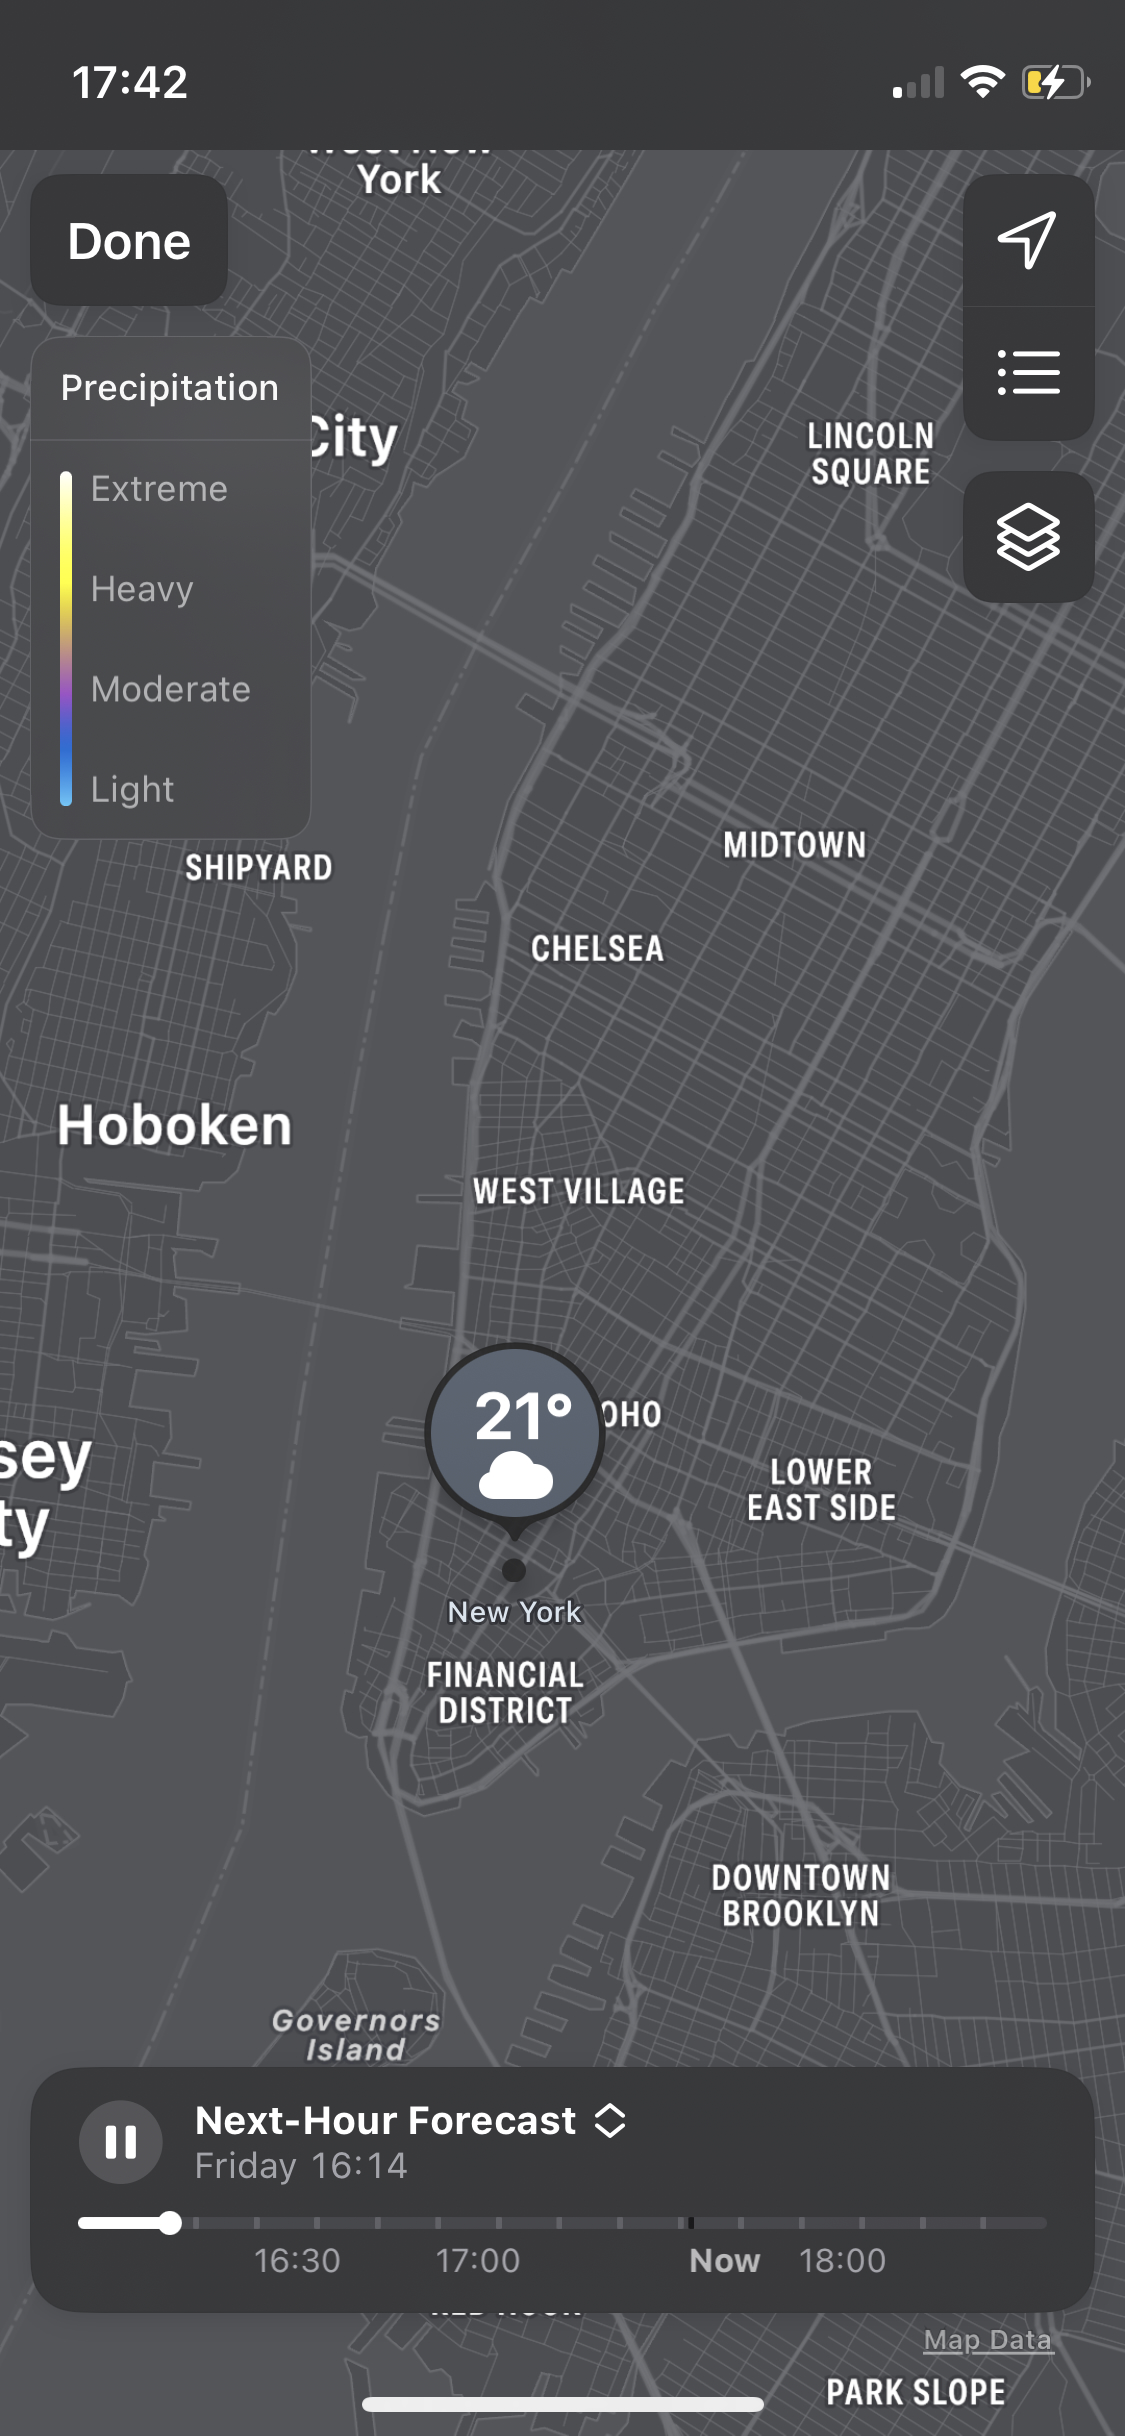 17:42
York
Done
Precipitation
City
Extreme
Heavy
Moderate
Light
LINCOLN
SQUARE
MIDTOWN
SHIPYARD
CHELSEA
Hoboken
WEST VILLAGE
21°
OHO
sey
ty
LOWER
EAST SIDE
New York
FINANCIAL
DISTRICT
DOWNTOWN
BROOKLYN
Governors
Island
Next-Hour Forecast
Friday 16:14
16:30 17:00 Now 18:00
Map Data
PARK SLOPE